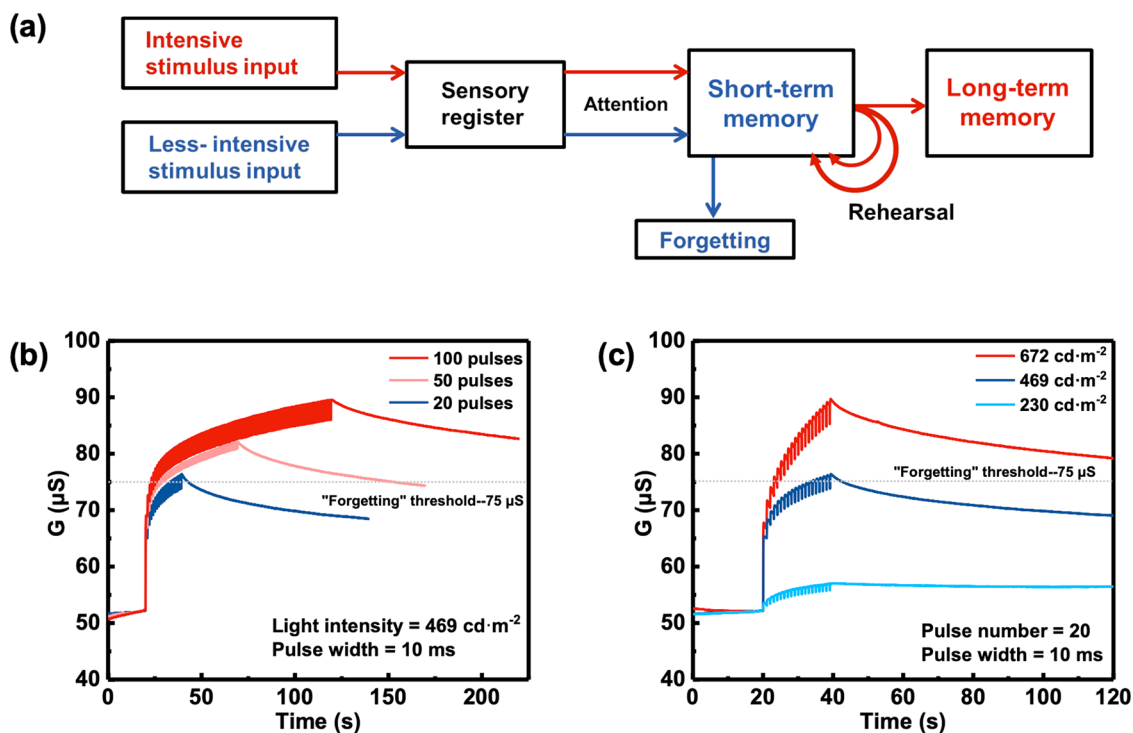 (a)
Intensive
stimulus input
Less- intensive
stimulus input
Sensory
register
Attention
Short-term
memory
Long-term
memory
Rehearsal
Forgetting
(b)
100
90
80
70
60
50
40
G (µS)
100 pulses
50 pulses
20 pulses
"Forgetting" threshold--75 µS
Light intensity = 469 cd·m⁻²
Pulse width = 10 ms
0 50 100 150 200
Time (s)
(c)
100
90
80
70
60
50
40
G (µS)
672 cd·m⁻²
469 cd·m⁻²
230 cd·m⁻²
"Forgetting" threshold--75 µS
Pulse number = 20
Pulse width = 10 ms
0 20 40 60 80 100 120
Time (s)